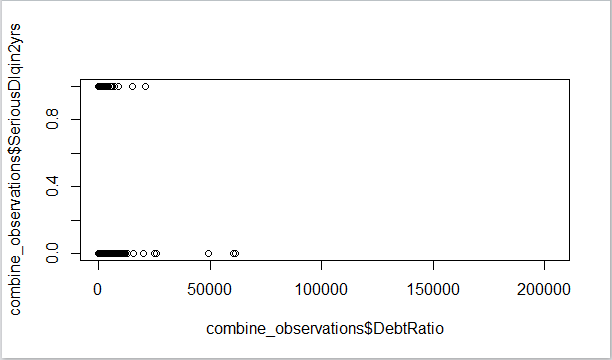 combine_observations$SeriousDlqin2yrs
0.8
0.4
0.0
0 50000 100000 150000 200000
combine_observations$DebtRatio